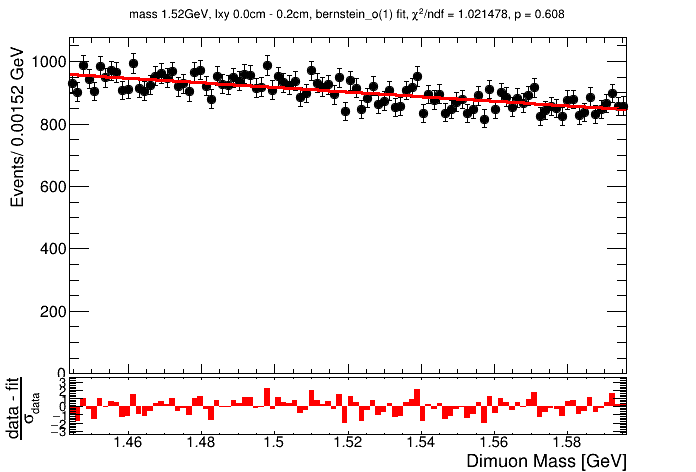 mass 1.52GeV, lxy 0.0cm - 0.2cm, bernstein_o(1) fit, χ²/ndf = 1.021478, p = 0.608
Events/ 0.00152 GeV
1000
800
600
400
200
0
data - fit
σdata
3
2
1
0
−1
−2
−3
1.46 1.48 1.5 1.52 1.54 1.56 1.58
Dimuon Mass [GeV]